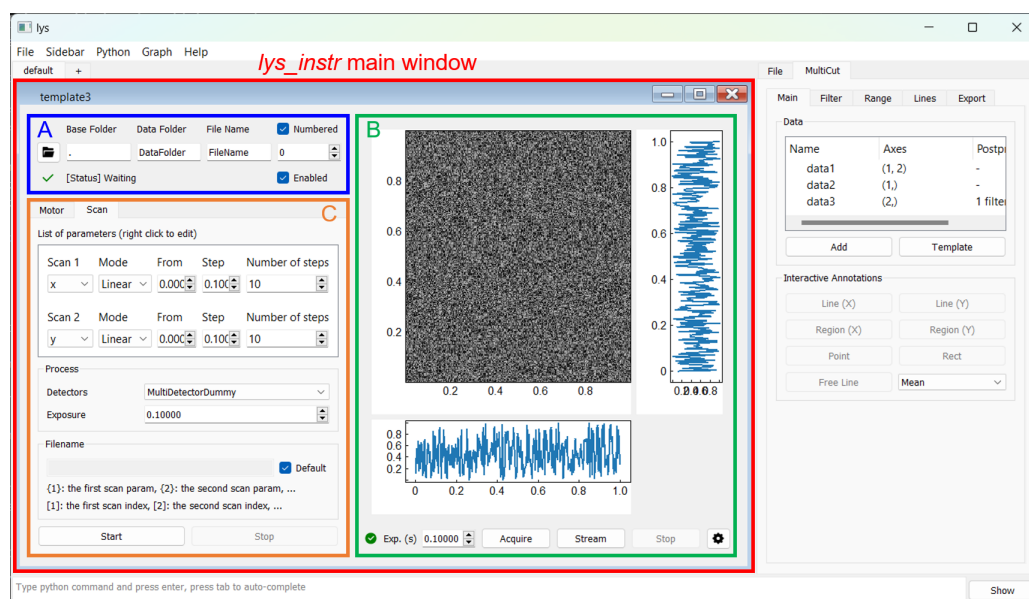 lys
File Sidebar Python Graph Help
default +
lys_instr main window
File MultiCut
template3
A Base Folder Data Folder File Name Numbered
. DataFolder FileName 0
[Status] Waiting Enabled
Motor Scan C
List of parameters (right click to edit)
Scan 1 Mode From Step Number of steps
x Linear 0.000 0.100 10
Scan 2 Mode From Step Number of steps
y Linear 0.000 0.100 10
Process
Detectors MultiDetectorDummy
Exposure 0.10000
Filename
Default
{1}: the first scan param, {2}: the second scan param, ...
[1]: the first scan index, [2]: the second scan index, ...
Start Stop
B
0.8
0.6
0.4
0.2
0.2 0.4 0.6 0.8
1.0
0.8
0.6
0.4
0.2
0
0.8
0.6
0.4
0.2
0 0.2 0.4 0.6 0.8 1.0
Exp. (s) 0.10000 Acquire Stream Stop
Main Filter Range Lines Export
Data
Name Axes
data1 (1, 2) -
data2 (1,) -
data3 (2,) 1
Add Template
Interactive Annotations
Line (X) Line (Y)
Region (X) Region (Y)
Point Rect
Free Line Mean
Type python command and press enter, press tab to auto-complete
Show